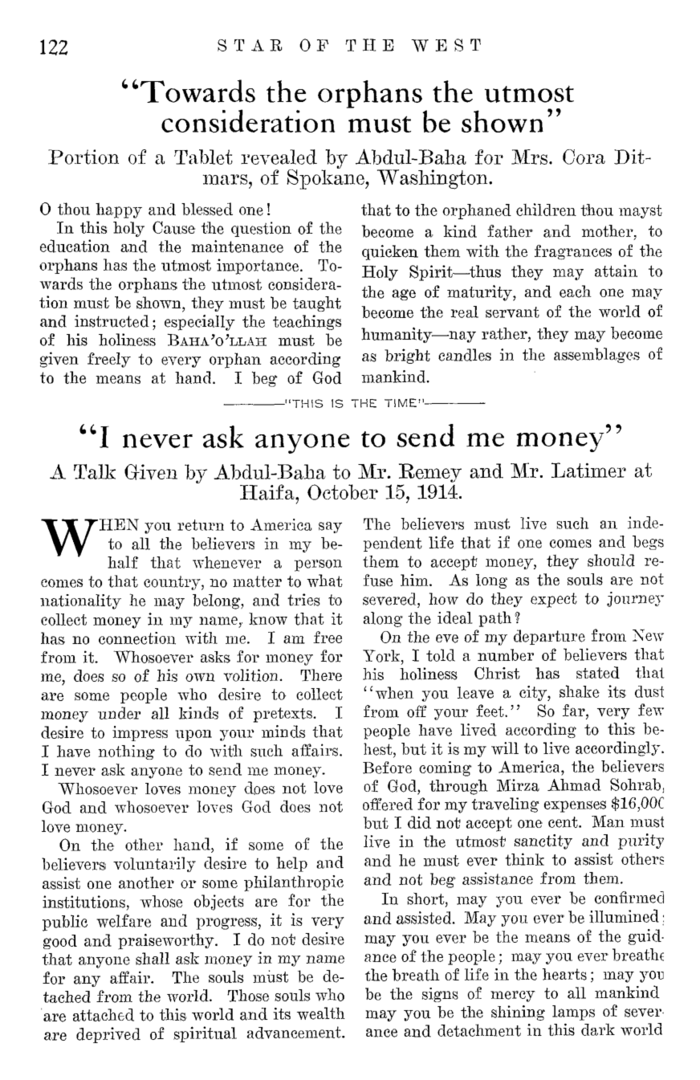 122 STAR OF THE WEST
“Towards the orphans the utmost
consideration must be shown”
Portion of a Tablet revealed by Abdul-Baha for Mrs. Cora Dit-
mars, of Spokane, Washington.
O thou happy and blessed one!
In this holy Cause the question of the
education and the maintenance of the
orphans has the utmost importance. To-
wards the orphans the utmost considera-
tion must be shown, they must be taught
and instructed; especially the teachings
of his holiness BAHA’O’LLAH must be
given freely to every orphan according
to the means at hand. I beg of God
that to the orphaned children thou mayst
become a kind father and mother, to
quicken them with the fragrances of the
Holy Spirit—thus they may attain to
the age of maturity, and each one may
become the real servant of the world of
humanity—nay rather, they may become
as bright candles in the assemblages of
mankind.
"THIS IS THE TIME"
“I never ask anyone to send me money”
A Talk Given by Abdul-Baha to Mr. Remey and Mr. Latimer at
Haifa, October 15, 1914.
WHEN you return to America say
to all the believers in my be-
half that whenever a person
comes to that country, no matter to what
nationality he may belong, and tries to
collect money in my name, know that it
has no connection with me. I am free
from it. Whosoever asks for money for
me, does so of his own volition. There
are some people who desire to collect
money under all kinds of pretexts. I
desire to impress upon your minds that
I have nothing to do with such affairs.
I never ask anyone to send me money.
Whosoever loves money does not love
God and whosoever loves God does not
love money.
On the other hand, if some of the
believers voluntarily desire to help and
assist one another or some philanthropic
institutions, whose objects are for the
public welfare and progress, it is very
good and praiseworthy. I do not desire
that anyone shall ask money in my name
for any affair. The souls must be de-
tached from the world. Those souls who
are attached to this world and its wealth
are deprived of spiritual advancement.
The believers must live such an inde-
pendent life that if one comes and begs
them to accept money, they should re-
fuse him. As long as the souls are not
severed, how do they expect to journey
along the ideal path?
On the eve of my departure from New
York, I told a number of believers that
his holiness Christ has stated that
“when you leave a city, shake its dust
from off your feet.” So far, very few
people have lived according to this be-
hest, but it is my will to live accordingly.
Before coming to America, the believers
of God, through Mirza Ahmad Sohrab,
offered for my traveling expenses $16,000
but I did not accept one cent. Man must
live in the utmost sanctity and purity
and he must ever think to assist others
and not beg assistance from them.
In short, may you ever be confirmed
and assisted. May you ever be illumined;
may you ever be the means of the guid-
ance of the people; may you ever breathe
the breath of life in the hearts; may you
be the signs of mercy to all mankind
may you be the shining lamps of sever-
ance and detachment in this dark world